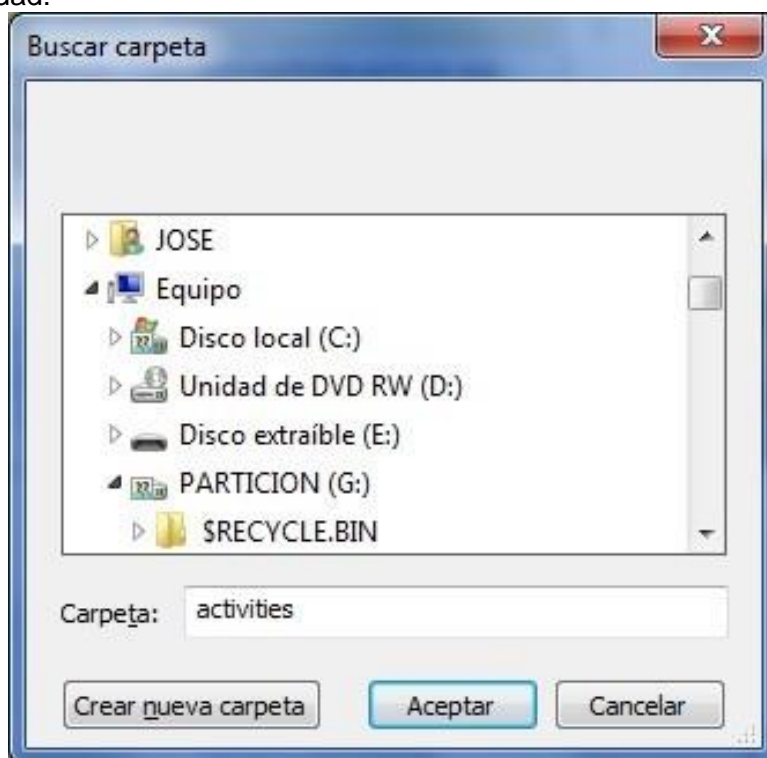 Buscar carpeta
JOSE
Equipo
Disco local (C:)
Unidad de DVD RW (D:)
Disco extraíble (E:)
PARTICION (G:)
$RECYCLE.BIN
Carpeta: activities
Crear nueva carpeta Aceptar Cancelar